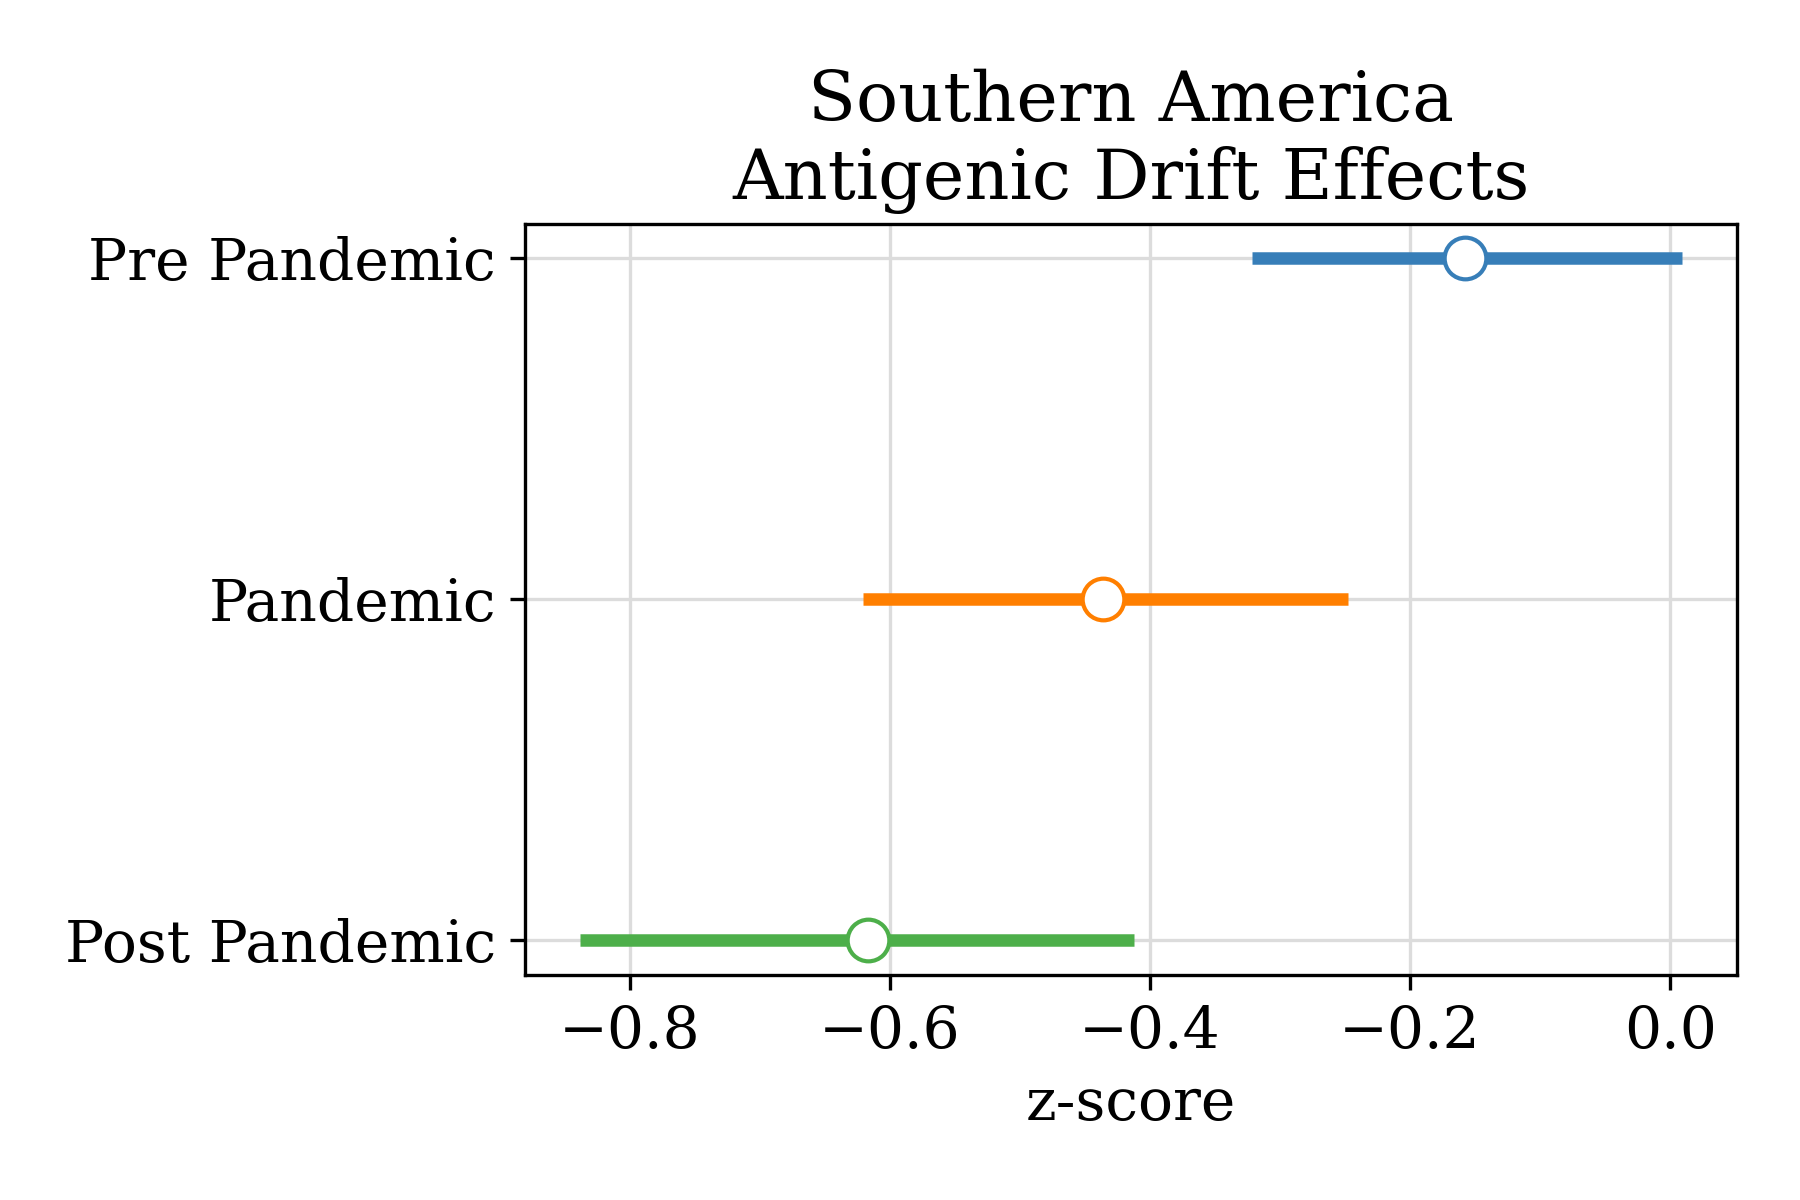 Southern America
Antigenic Drift Effects
Pre Pandemic
Pandemic
Post Pandemic
−0.8 −0.6 −0.4 −0.2 0.0
z-score